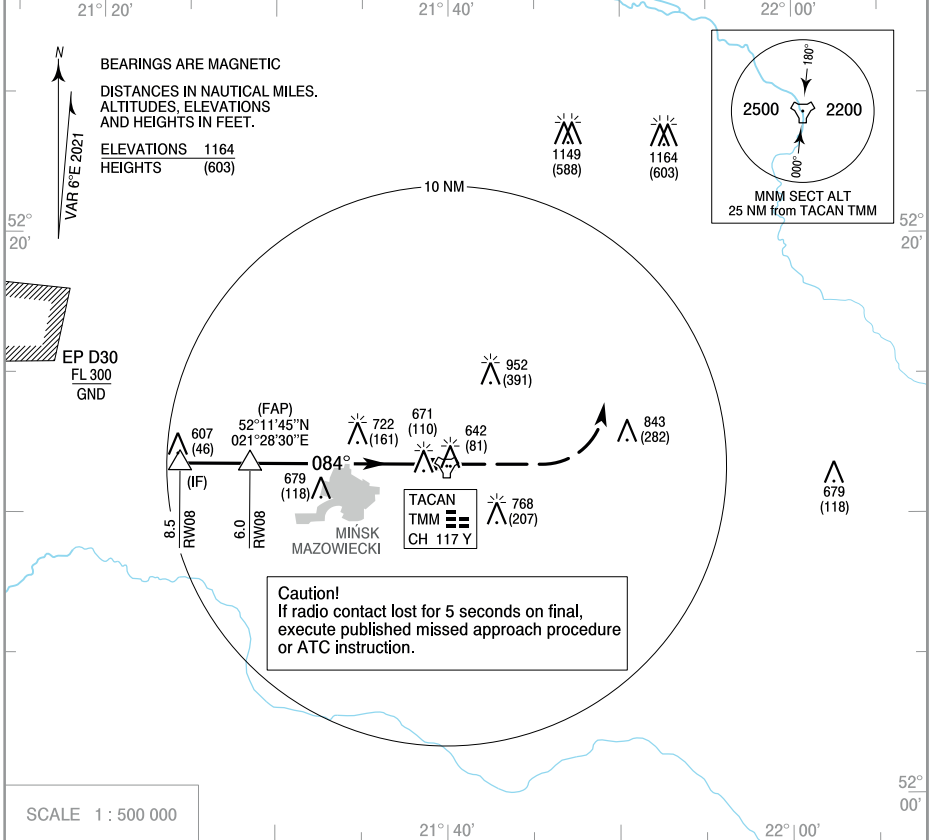 21° 20'
21° 40'
22° 00'
N
VAR 6°E 2021
BEARINGS ARE MAGNETIC
DISTANCES IN NAUTICAL MILES.
ALTITUDES, ELEVATIONS
AND HEIGHTS IN FEET.
ELEVATIONS 1164
HEIGHTS (603)
180°
2500 2200
000°
MNM SECT ALT
25 NM from TACAN TMM
1149
(588)
1164
(603)
10 NM
52°
20'
52°
20'
EP D30
FL 300
GND
952
(391)
(FAP)
52°11'45''N
021°28'30''E
607
(46)
722
(161)
671
(110)
642
(81)
843
(282)
084°
(IF)
679
(118)
679
(118)
8.5
RW08
6.0
RW08
TACAN
TMM
CH 117 Y
768
(207)
MIŃSK
MAZOWIECKI
Caution!
If radio contact lost for 5 seconds on final,
execute published missed approach procedure
or ATC instruction.
52°
00'
SCALE 1 : 500 000
21° 40'
22° 00'